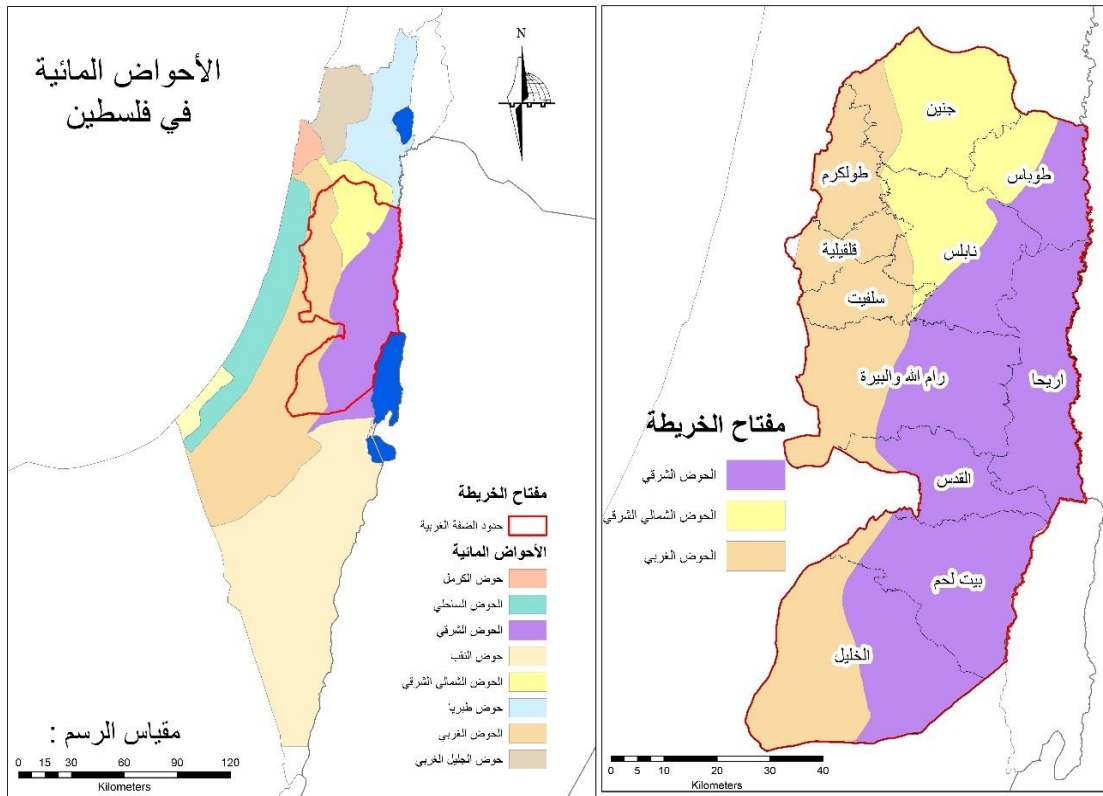 الأحواض المائية
في فلسطين
N
مفتاح الخريطة
حدود الضفة الغربية
الأحواض المائية
حوض الكرمل
الحوض الساحلي
الحوض الشرقي
حوض النقب
الحوض الشمالي الشرقي
حوض طبريا
الحوض الغربي
حوض الجليل الغربي
مقياس الرسم :
0 15 30 60 90 120
Kilometers
جنين
طوباس
طولكرم
نابلس
قلقيلية
سلفيت
رام الله والبيرة
اريحا
القدس
بيت لحم
الخليل
مفتاح الخريطة
الحوض الشرقي
الحوض الشمالي الشرقي
الحوض الغربي
0 5 10 20 30 40
Kilometers